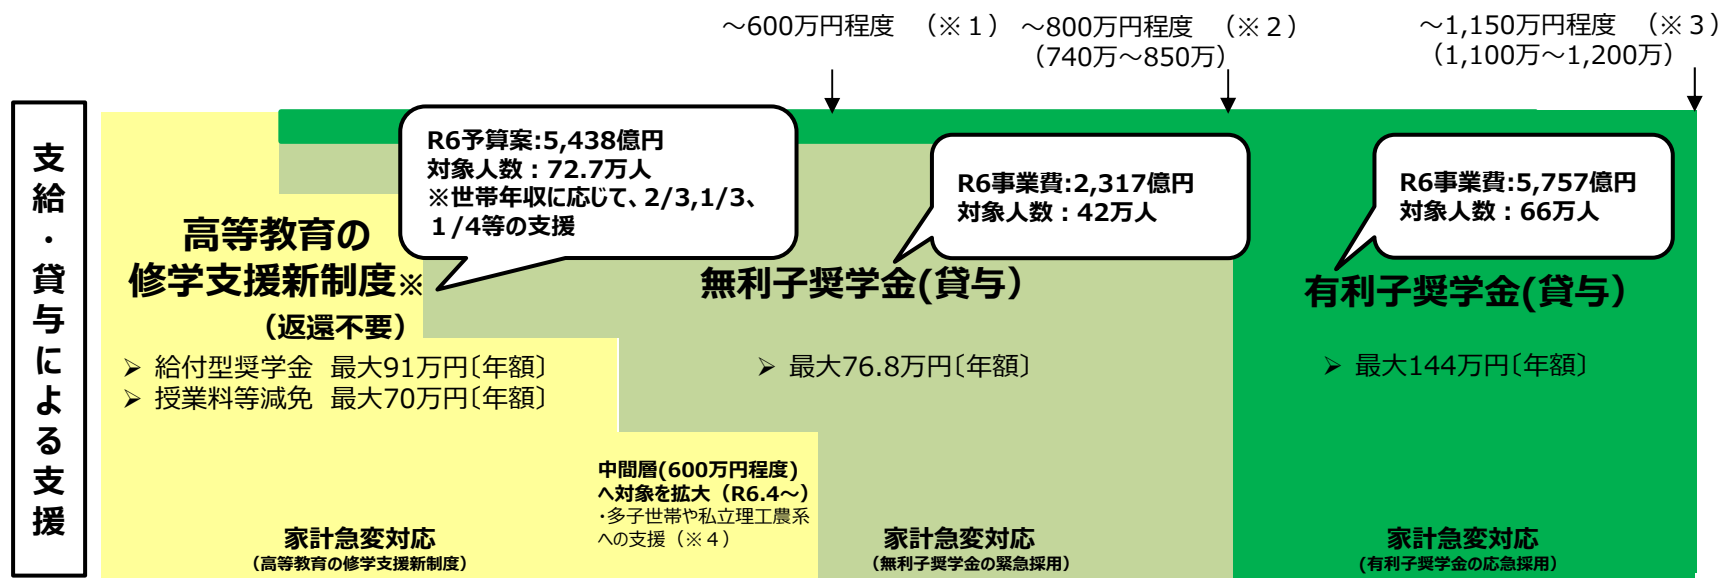 ～600万円程度　（※１）
～800万円程度　（※２）
（740万～850万）
～1,150万円程度　（※３）
（1,100万～1,200万）
支給・貸与による支援
R6予算案:5,438億円
対象人数：72.7万人
※世帯年収に応じて、2/3,1/3、
１/4等の支援
R6事業費:2,317億円
対象人数：42万人
R6事業費:5,757億円
対象人数：66万人
高等教育の
修学支援新制度※
（返還不要）
➢ 給付型奨学金　最大91万円〔年額〕
➢ 授業料等減免　最大70万円〔年額〕
無利子奨学金(貸与）
➢ 最大76.8万円〔年額〕
有利子奨学金(貸与）
➢ 最大144万円〔年額〕
中間層(600万円程度)
へ対象を拡大（R6.4～）
・多子世帯や私立理工農系
への支援（※４）
家計急変対応
（高等教育の修学支援新制度）
家計急変対応
（無利子奨学金の緊急採用）
家計急変対応
（有利子奨学金の応急採用）